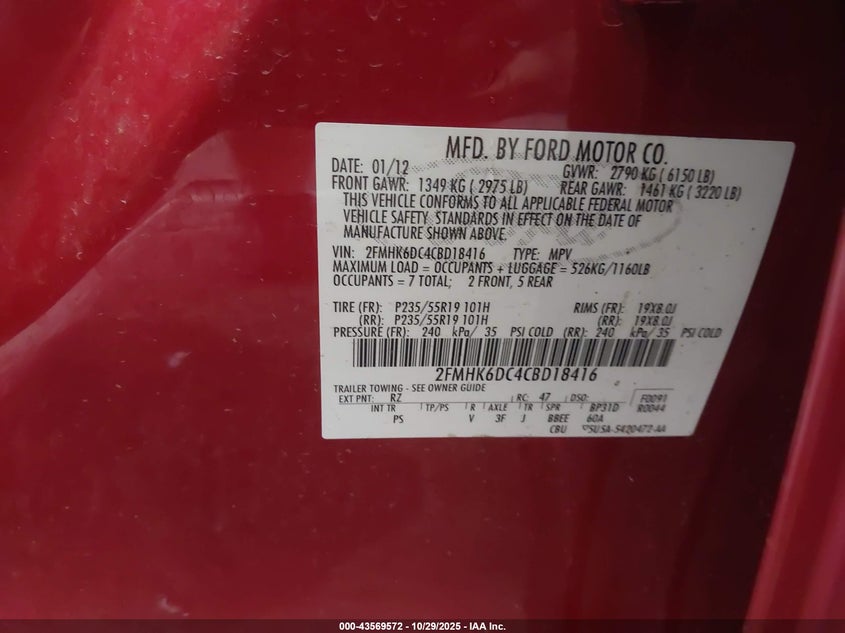 MFD. BY FORD MOTOR CO.
DATE: 01/12 GVWR: 2790 KG ( 6150 LB)
FRONT GAWR: 1349 KG ( 2975 LB) REAR GAWR: 1461 KG ( 3220 LB)
THIS VEHICLE CONFORMS TO ALL APPLICABLE FEDERAL MOTOR
VEHICLE SAFETY STANDARDS IN EFFECT ON THE DATE OF
MANUFACTURE SHOWN ABOVE.
VIN: 2FMHK6DC4CBD18416 TYPE: MPV
MAXIMUM LOAD = OCCUPANTS + LUGGAGE = 526KG/1160LB
OCCUPANTS = 7 TOTAL: 2 FRONT, 5 REAR
TIRE (FR): P235/55R19 101H RIMS (FR): 19X8.0J
(RR): P235/55R19 101H (RR): 19X8.0J
PRESSURE (FR): 240 kPa/ 35 PSI COLD (RR): 240 kPa/ 35 PSI COLD
2FMHK6DC4CBD18416
TRAILER TOWING - SEE OWNER GUIDE
EXT PNT: RZ RC: 47 DSO: F0091
INT TR TP/PS R AXLE TR SPR BP31D R0044
PS V 3F J BBEE 60A
CBU 5USA-5420472-AA
000-43569572 | 10/29/2025 - IAA Inc.